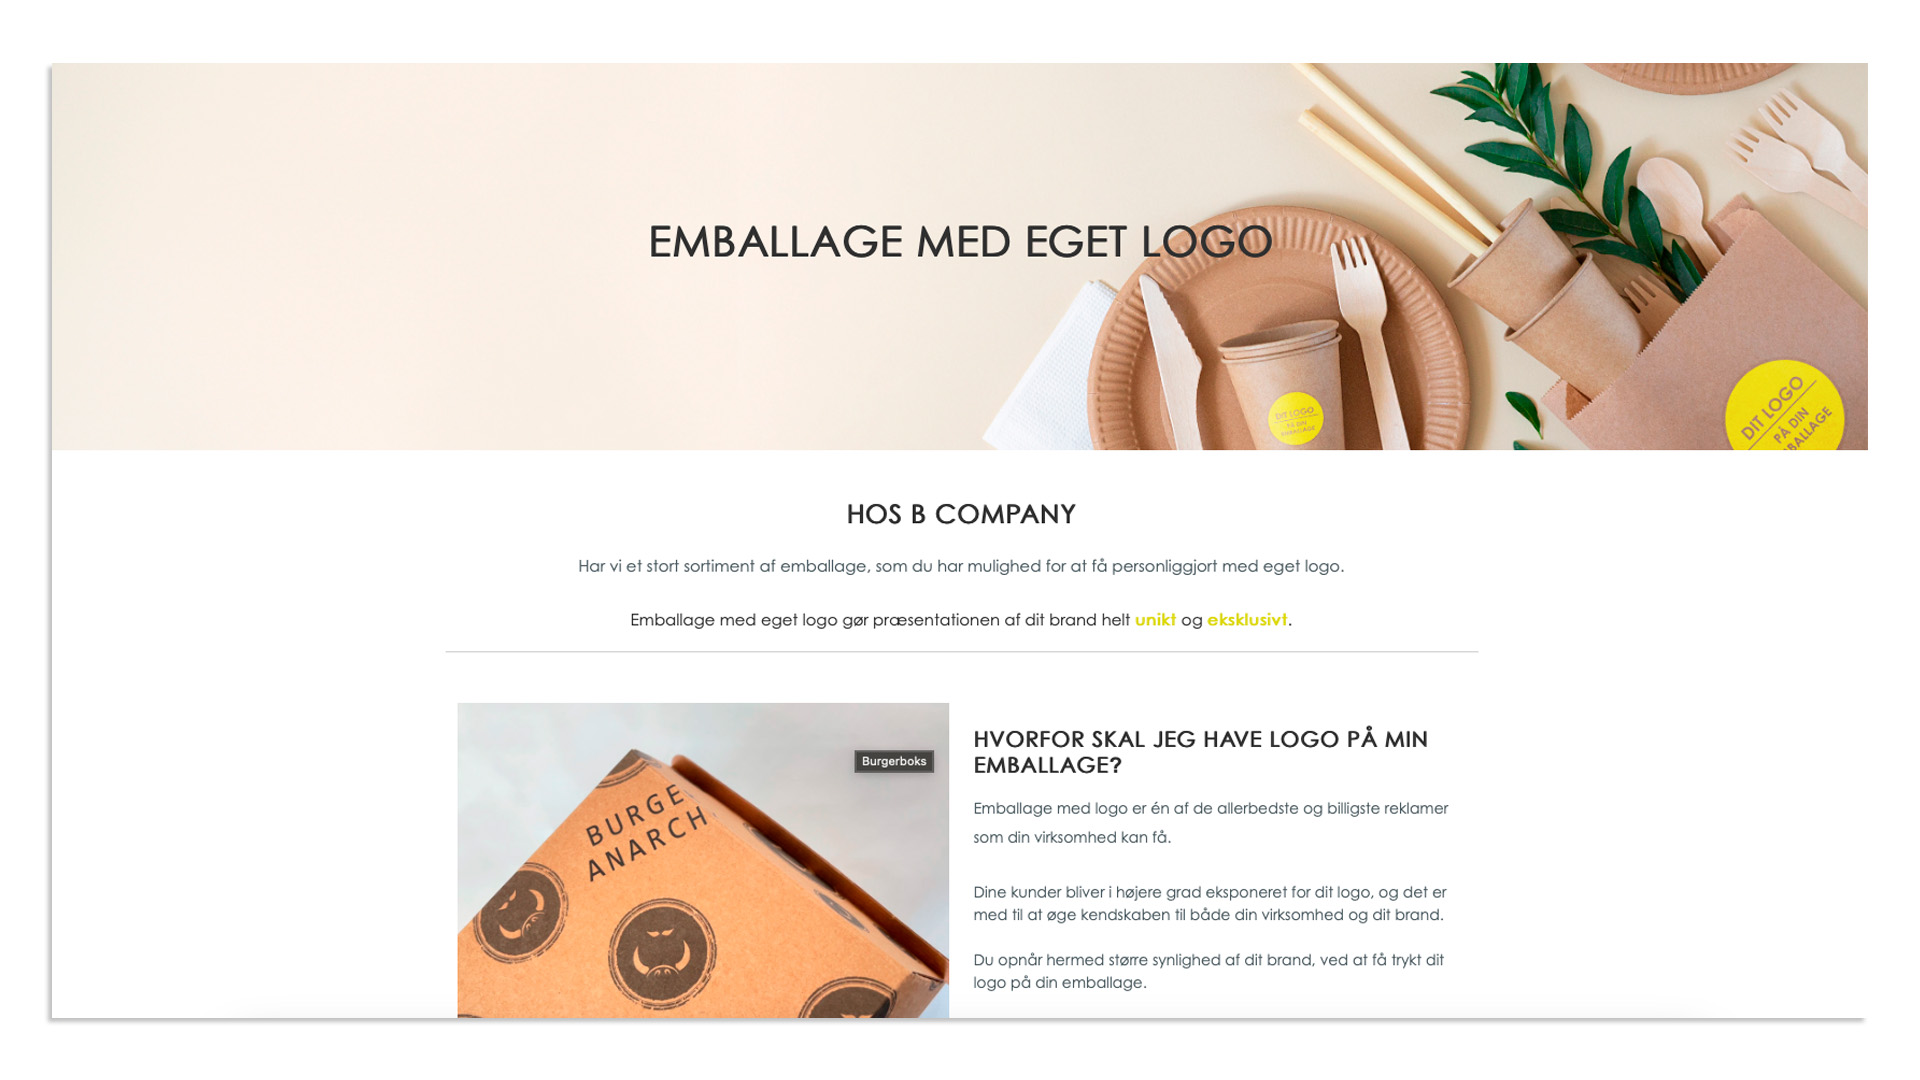 EMBALLAGE MED EGET LOGO
DIT LOGO
PÅ DIN
EMBALLAGE
DIT LOGO
PÅ DIN
HOS B COMPANY
Har vi et stort sortiment af emballage, som du har mulighed for at få personliggjort med eget logo.
Emballage med eget logo gør præsentationen af dit brand helt unikt og eksklusivt.
Burgerboks
BURGE
ANARCH
HVORFOR SKAL JEG HAVE LOGO PÅ MIN
EMBALLAGE?
Emballage med logo er én af de allerbedste og billigste reklamer
som din virksomhed kan få.
Dine kunder bliver i højere grad eksponeret for dit logo, og det er
med til at øge kendskaben til både din virksomhed og dit brand.
Du opnår hermed større synlighed af dit brand, ved at få trykt dit
logo på din emballage.